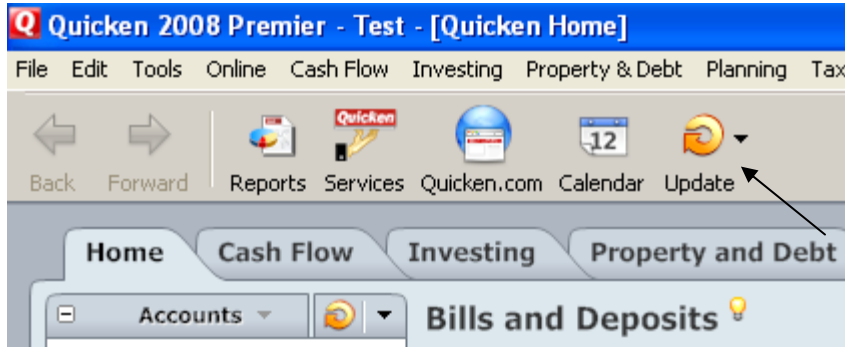 Q Quicken 2008 Premier - Test - [Quicken Home]
File Edit Tools Online Cash Flow Investing Property & Debt Planning Tax
Quicken
12
Back Forward Reports Services Quicken.com Calendar Update
Home Cash Flow Investing Property and Debt
Accounts Bills and Deposits